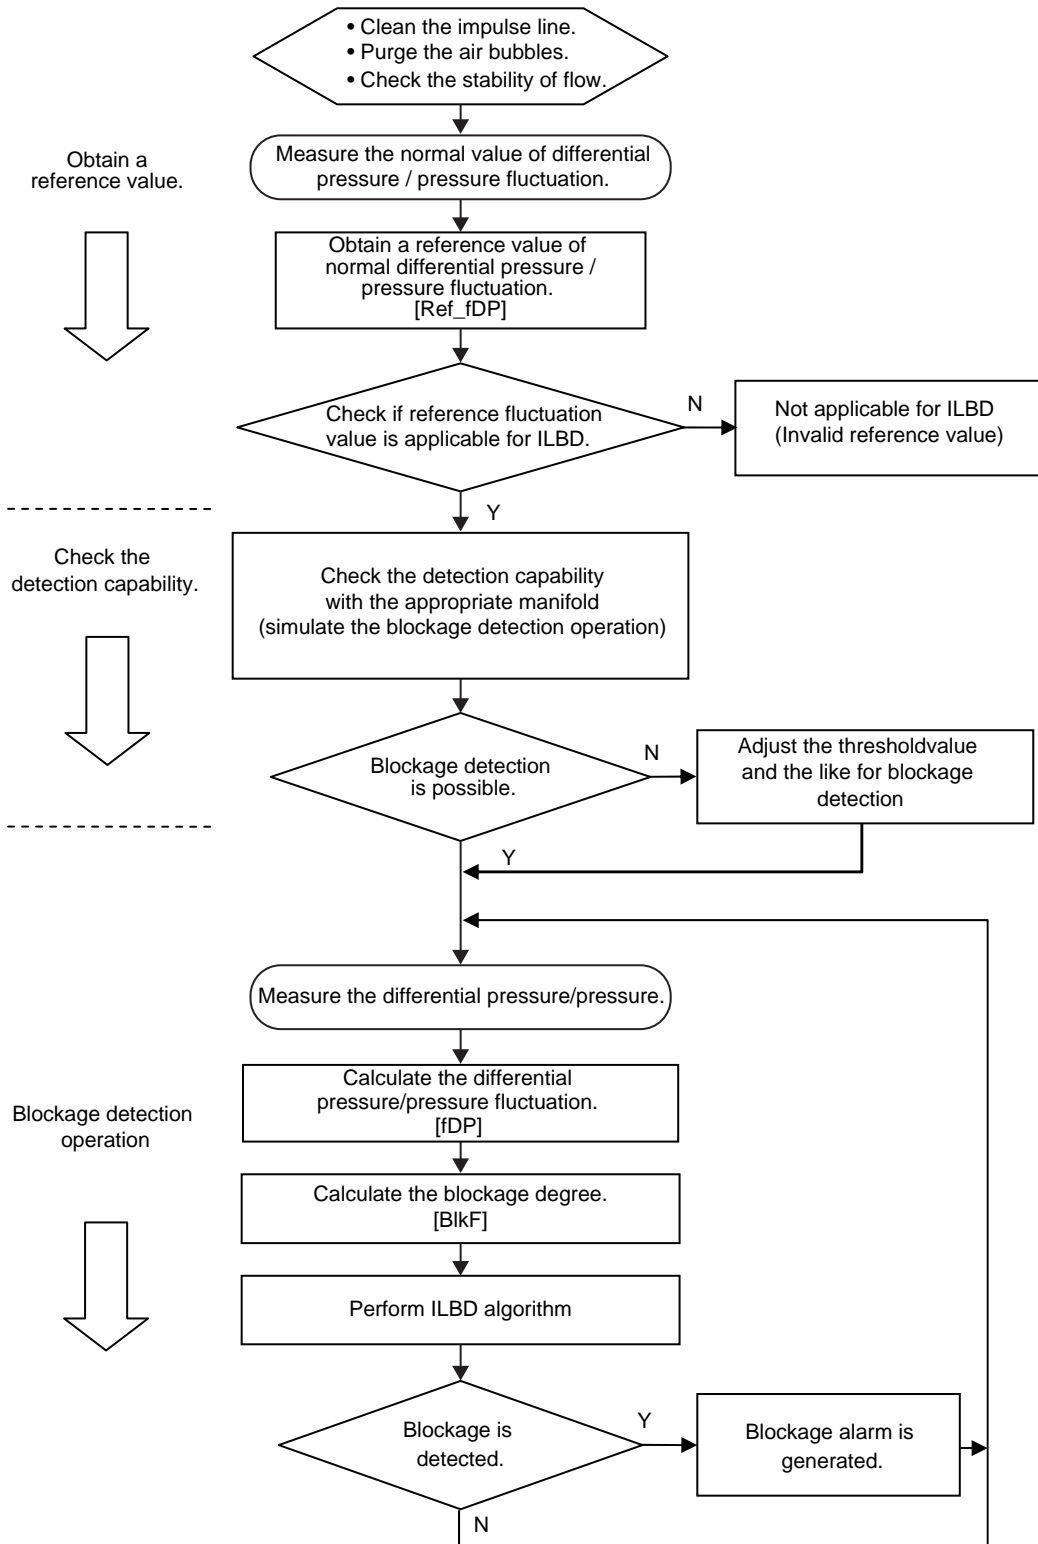 • Clean the impulse line.
• Purge the air bubbles.
• Check the stability of flow.
Obtain a
reference value.
Measure the normal value of differential
pressure / pressure fluctuation.
Obtain a reference value of
normal differential pressure /
pressure fluctuation.
[Ref_fDP]
Check if reference fluctuation
value is applicable for ILBD.
N
Not applicable for ILBD
(Invalid reference value)
Y
Check the
detection capability.
Check the detection capability
with the appropriate manifold
(simulate the blockage detection operation)
Blockage detection
is possible.
N
Adjust the thresholdvalue
and the like for blockage
detection
Y
Measure the differential pressure/pressure.
Calculate the differential
pressure/pressure fluctuation.
[fDP]
Blockage detection
operation
Calculate the blockage degree.
[BlkF]
Perform ILBD algorithm
Blockage is
detected.
Y
Blockage alarm is
generated.
N